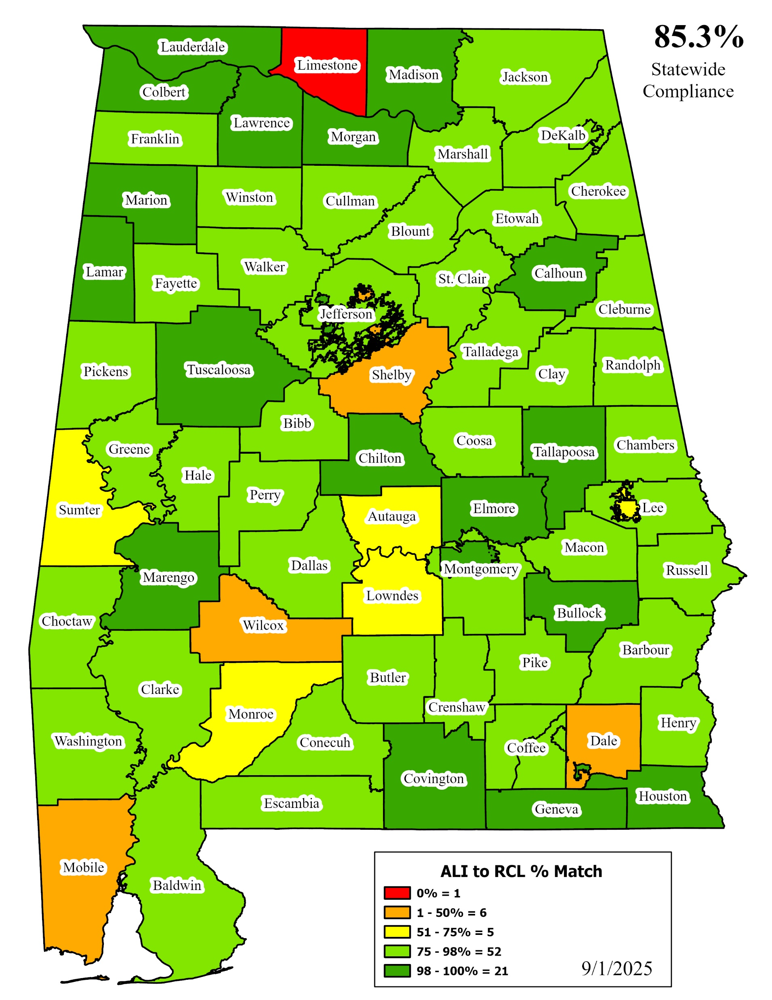 85.3%
Statewide
Compliance
Lauderdale
Limestone
Madison
Jackson
Colbert
Lawrence
Morgan
DeKalb
Franklin
Marshall
Marion
Winston
Cullman
Cherokee
Etowah
Blount
Lamar
Fayette
Walker
St. Clair
Calhoun
Jefferson
Cleburne
Pickens
Tuscaloosa
Shelby
Talladega
Clay
Randolph
Bibb
Greene
Hale
Chilton
Coosa
Tallapoosa
Chambers
Sumter
Perry
Autauga
Elmore
Lee
Marengo
Dallas
Montgomery
Macon
Russell
Choctaw
Wilcox
Lowndes
Bullock
Barbour
Clarke
Butler
Pike
Monroe
Crenshaw
Henry
Washington
Conecuh
Coffee
Dale
Covington
Escambia
Geneva
Houston
Mobile
Baldwin
ALI to RCL % Match
0% = 1
1 - 50% = 6
51 - 75% = 5
75 - 98% = 52
98 - 100% = 21
9/1/2025